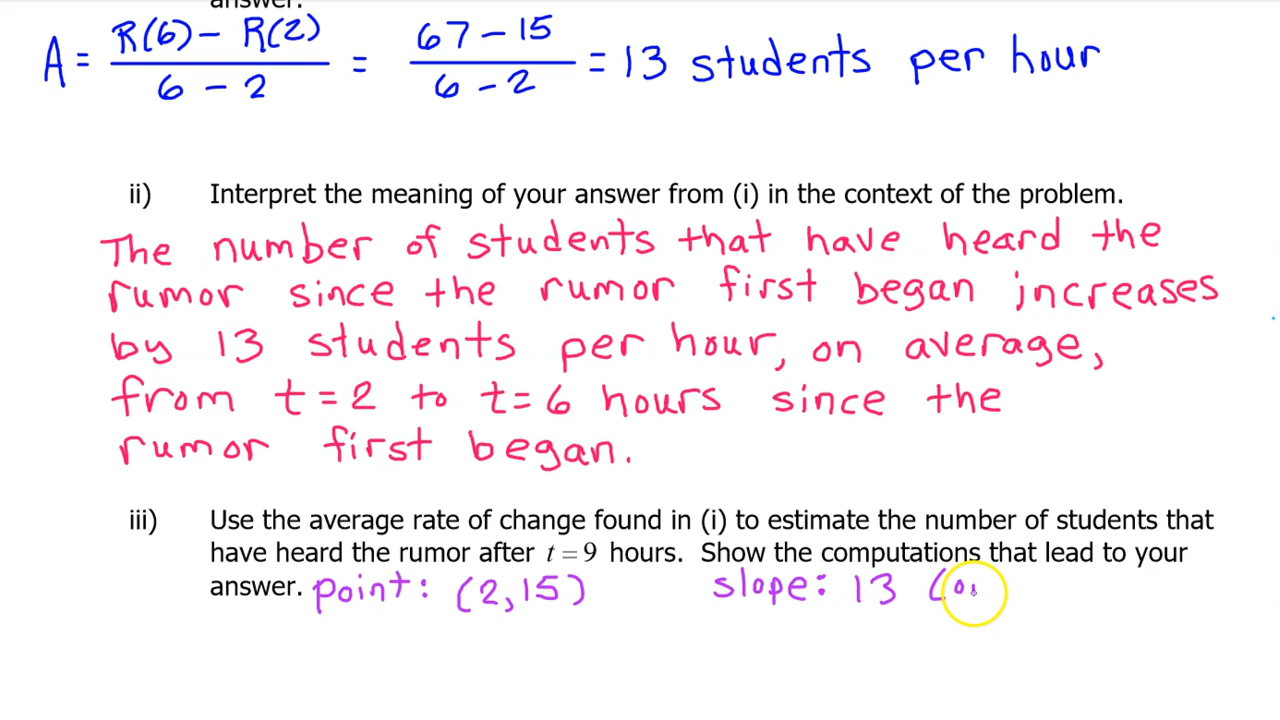 answer.
A = R(6) - R(2) / 6 - 2 = 67 - 15 / 6 - 2 = 13 students per hour
ii) Interpret the meaning of your answer from (i) in the context of the problem.
The number of students that have heard the
rumor since the rumor first began increases
by 13 students per hour, on average,
from t = 2 to t = 6 hours since the
rumor first began.
iii) Use the average rate of change found in (i) to estimate the number of students that
have heard the rumor after t = 9 hours. Show the computations that lead to your
answer. point: (2,15) slope: 13 (